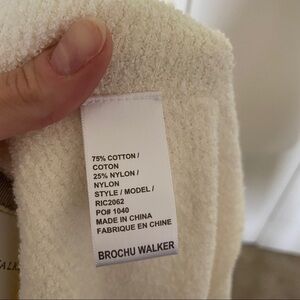 75% COTTON /
COTON
25% NYLON /
NYLON
STYLE / MODEL /
RIC2062
PO# 1040
MADE IN CHINA
FABRIQUE EN CHINE
BROCHU WALKER